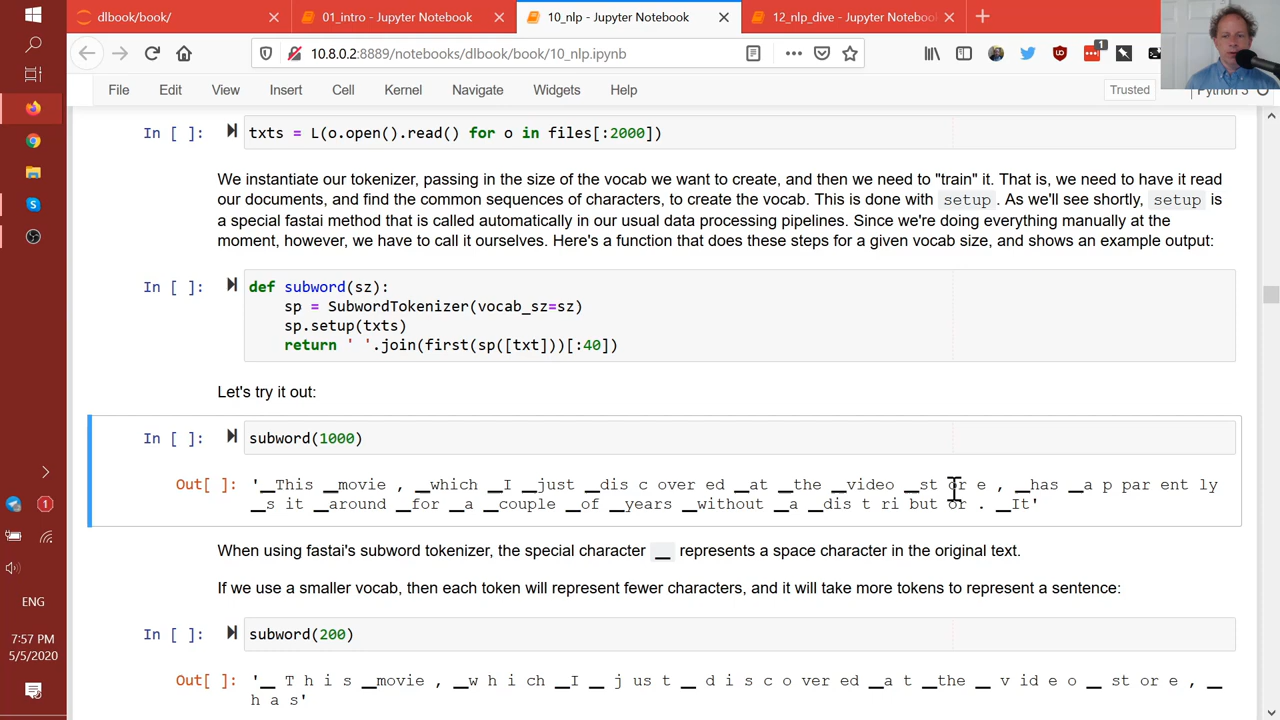 dlbook/book/
01_intro - Jupyter Notebook
10_nlp - Jupyter Notebook
12_nlp_dive - Jupyter Notebook
10.8.0.2:8889/notebooks/dlbook/book/10_nlp.ipynb
1
File Edit View Insert Cell Kernel Navigate Widgets Help Trusted Python 3
In [ ]: txts = L(o.open().read() for o in files[:2000])
We instantiate our tokenizer, passing in the size of the vocab we want to create, and then we need to "train" it. That is, we need to have it read
our documents, and find the common sequences of characters, to create the vocab. This is done with setup. As we'll see shortly, setup is
a special fastai method that is called automatically in our usual data processing pipelines. Since we're doing everything manually at the
moment, however, we have to call it ourselves. Here's a function that does these steps for a given vocab size, and shows an example output:
In [ ]: def subword(sz):
sp = SubwordTokenizer(vocab_sz=sz)
sp.setup(txts)
return ' '.join(first(sp([txt]))[:40])
Let's try it out:
In [ ]: subword(1000)
Out[ ]: '▁This ▁movie , ▁which ▁I ▁just ▁dis c over ed ▁at ▁the ▁video ▁st or e , ▁has ▁a p par ent ly
▁s it ▁around ▁for ▁a ▁couple ▁of ▁years ▁without ▁a ▁dis t ri but or . ▁It'
When using fastai's subword tokenizer, the special character ▁ represents a space character in the original text.
If we use a smaller vocab, then each token will represent fewer characters, and it will take more tokens to represent a sentence:
In [ ]: subword(200)
Out[ ]: '▁ T h i s ▁movie , ▁w h i ch ▁I ▁ j us t ▁ d i s c o ver ed ▁a t ▁the ▁ v id e o ▁ st or e , ▁
h a s'
1
ENG
7:57 PM
5/5/2020